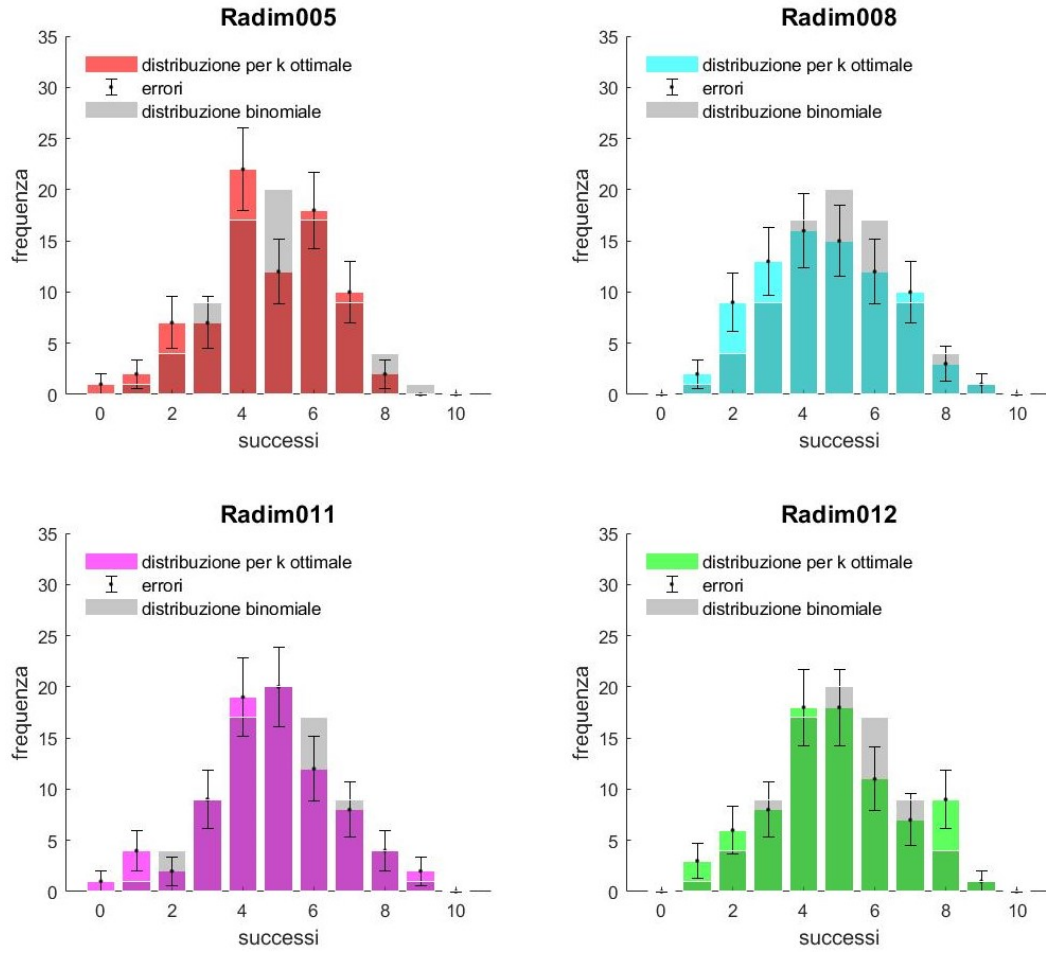 Radim005
35
30
25
20
15
10
5
0
frequenza
distribuzione per k ottimale
errori
distribuzione binomiale
0 2 4 6 8 10
successi
Radim008
35
30
25
20
15
10
5
0
frequenza
distribuzione per k ottimale
errori
distribuzione binomiale
0 2 4 6 8 10
successi
Radim011
35
30
25
20
15
10
5
0
frequenza
distribuzione per k ottimale
errori
distribuzione binomiale
0 2 4 6 8 10
successi
Radim012
35
30
25
20
15
10
5
0
frequenza
distribuzione per k ottimale
errori
distribuzione binomiale
0 2 4 6 8 10
successi